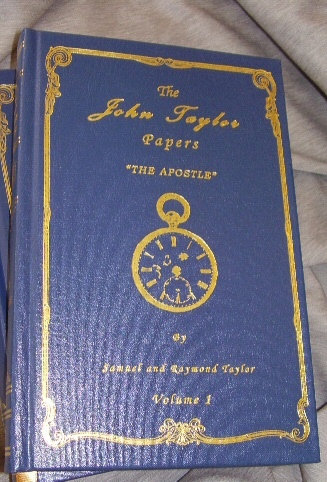 The
John Taylor
Papers
"THE APOSTLE"
By
Samuel and Raymond Taylor
Volume 1